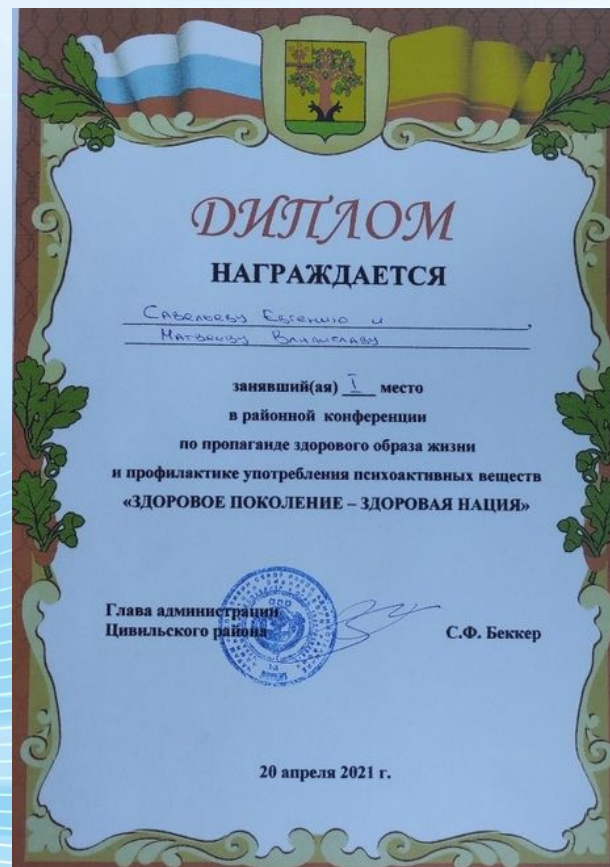 ДИПЛОМ
НАГРАЖДАЕТСЯ
Савельеву Евгению и ,
Матвееву Владиславу
занявший(ая) I место
в районной конференции
по пропаганде здорового образа жизни
и профилактике употребления психоактивных веществ
«ЗДОРОВОЕ ПОКОЛЕНИЕ – ЗДОРОВАЯ НАЦИЯ»
Глава администрации
Цивильского района С.Ф. Беккер
20 апреля 2021 г.